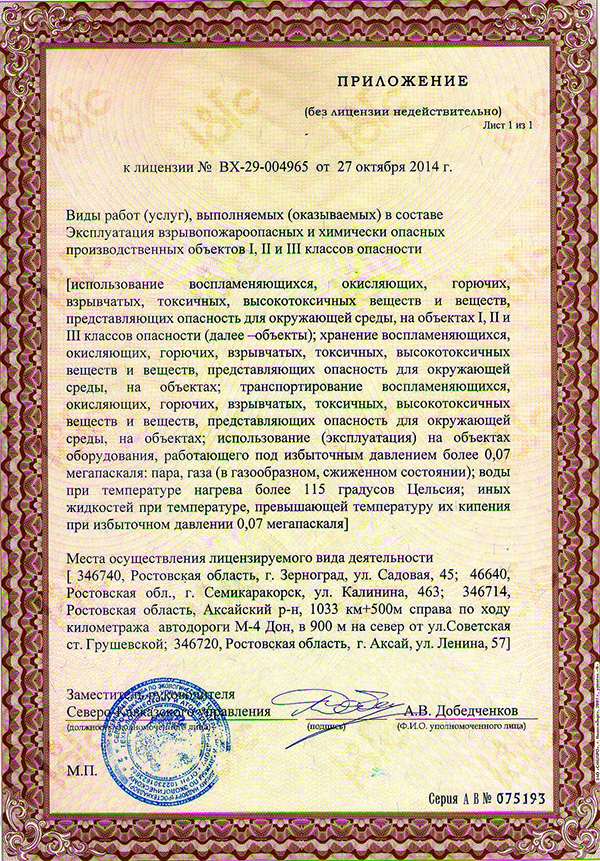 ПРИЛОЖЕНИЕ
(без лицензии недействительно)
Лист 1 из 1
к лицензии № ВХ-29-004965 от 27 октября 2014 г.
Виды работ (услуг), выполняемых (оказываемых) в составе
Эксплуатация взрывопожароопасных и химически опасных
производственных объектов I, II и III классов опасности
[использование воспламеняющихся, окисляющих, горючих,
взрывчатых, токсичных, высокотоксичных веществ и веществ,
представляющих опасность для окружающей среды, на объектах I, II и
III классов опасности (далее –объекты); хранение воспламеняющихся,
окисляющих, горючих, взрывчатых, токсичных, высокотоксичных
веществ и веществ, представляющих опасность для окружающей
среды, на объектах; транспортирование воспламеняющихся,
окисляющих, горючих, взрывчатых, токсичных, высокотоксичных
веществ и веществ, представляющих опасность для окружающей
среды, на объектах; использование (эксплуатация) на объектах
оборудования, работающего под избыточным давлением более 0,07
мегапаскаля: пара, газа (в газообразном, сжиженном состоянии); воды
при температуре нагрева более 115 градусов Цельсия; иных
жидкостей при температуре, превышающей температуру их кипения
при избыточном давлении 0,07 мегапаскаля]
Места осуществления лицензируемого вида деятельности
[ 346740, Ростовская область, г. Зерноград, ул. Садовая, 45; 46640,
Ростовская обл., г. Семикаракорск, ул. Калинина, 463; 346714,
Ростовская область, Аксайский р-н, 1033 км+500м справа по ходу
километража автодороги М-4 Дон, в 900 м на север от ул.Советская
ст. Грушевской; 346720, Ростовская область, г. Аксай, ул. Ленина, 57]
Заместитель руководителя
Северо-Кавказского управления
А.В. Добедченков
(должность уполномоченного лица)
(подпись)
(Ф.И.О. уполномоченного лица)
М.П.
Серия А В № 075193